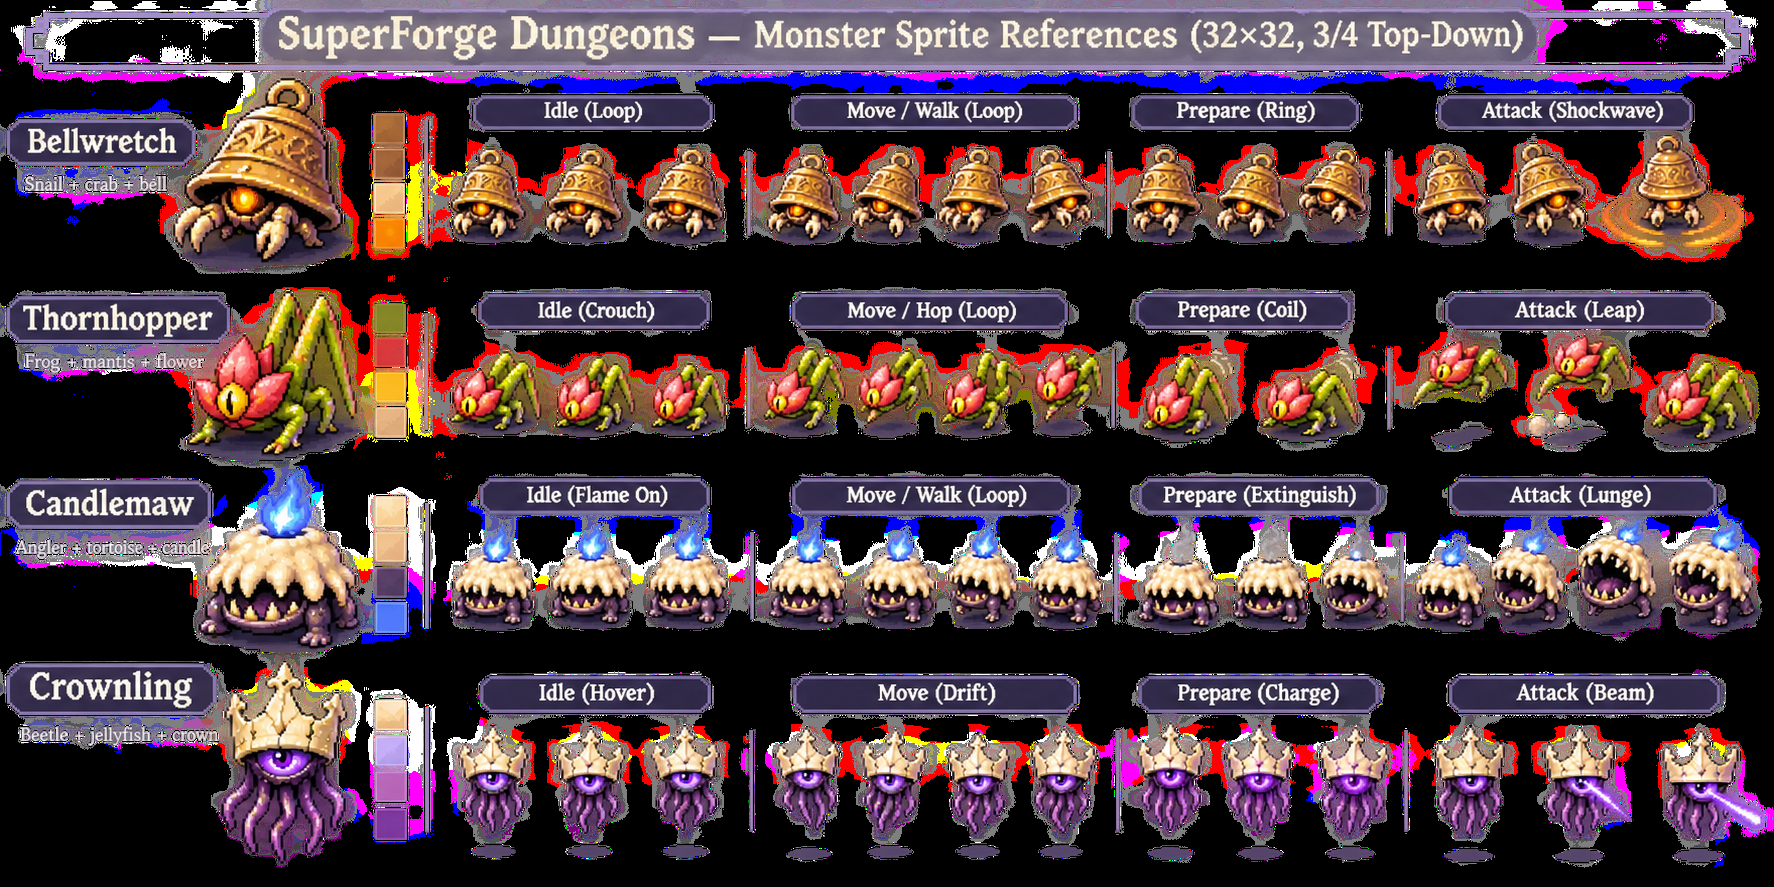 SuperForge Dungeons — Monster Sprite References (32×32, 3/4 Top-Down)
Bellwretch
Snail + crab + bell
Idle (Loop)
Move / Walk (Loop)
Prepare (Ring)
Attack (Shockwave)
Thornhopper
Frog + mantis + flower
Idle (Crouch)
Move / Hop (Loop)
Prepare (Coil)
Attack (Leap)
Candlemaw
Angler + tortoise + candle
Idle (Flame On)
Move / Walk (Loop)
Prepare (Extinguish)
Attack (Lunge)
Crownling
Beetle + jellyfish + crown
Idle (Hover)
Move (Drift)
Prepare (Charge)
Attack (Beam)